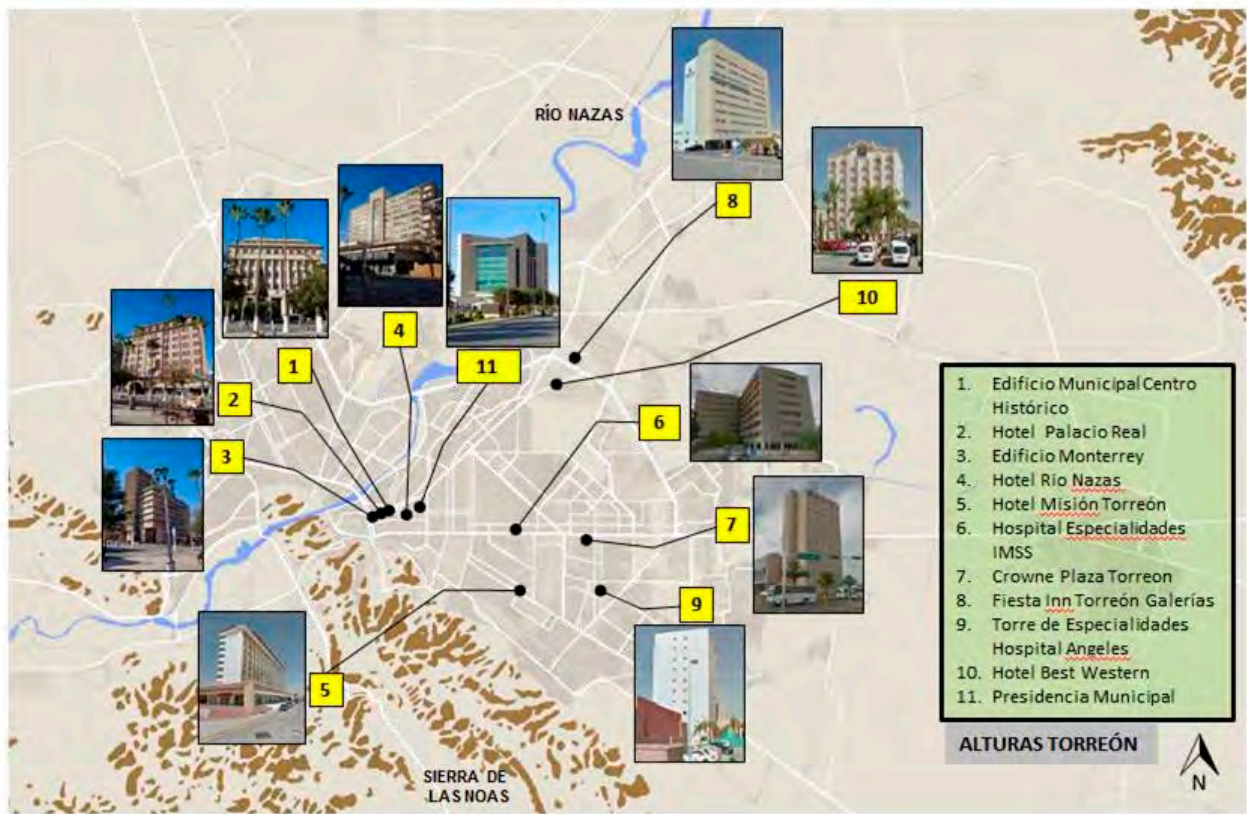 RÍO NAZAS
8
10
4
1
11
2
6
3
7
9
5
SIERRA DE
LAS NOAS
1. Edificio Municipal Centro
Histórico
2. Hotel Palacio Real
3. Edificio Monterrey
4. Hotel Rio Nazas
5. Hotel Misión Torreón
6. Hospital Especialidades
IMSS
7. Crowne Plaza Torreon
8. Fiesta Inn Torreón Galerías
9. Torre de Especialidades
Hospital Angeles
10. Hotel Best Western
11. Presidencia Municipal
ALTURAS TORREÓN
N